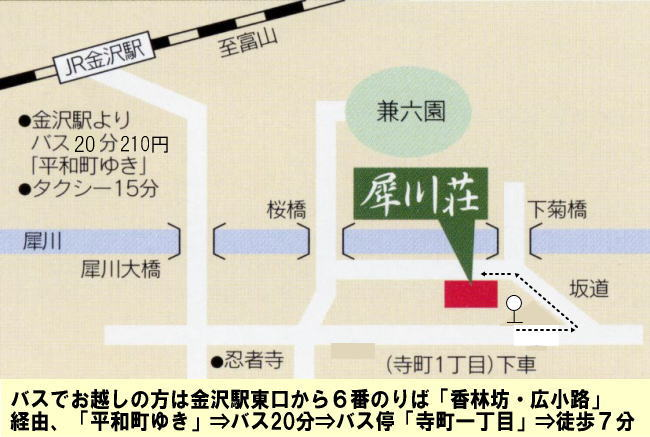 JR金沢駅
至富山
●金沢駅より
バス20分210円
「平和町ゆき」
●タクシー15分
兼六園
犀川荘
桜橋
下菊橋
犀川
犀川大橋
坂道
●忍者寺
(寺町1丁目)下車
バスでお越しの方は金沢駅東口から６番のりば「香林坊・広小路」
経由、「平和町ゆき」⇒バス20分⇒バス停「寺町一丁目」⇒徒歩７分